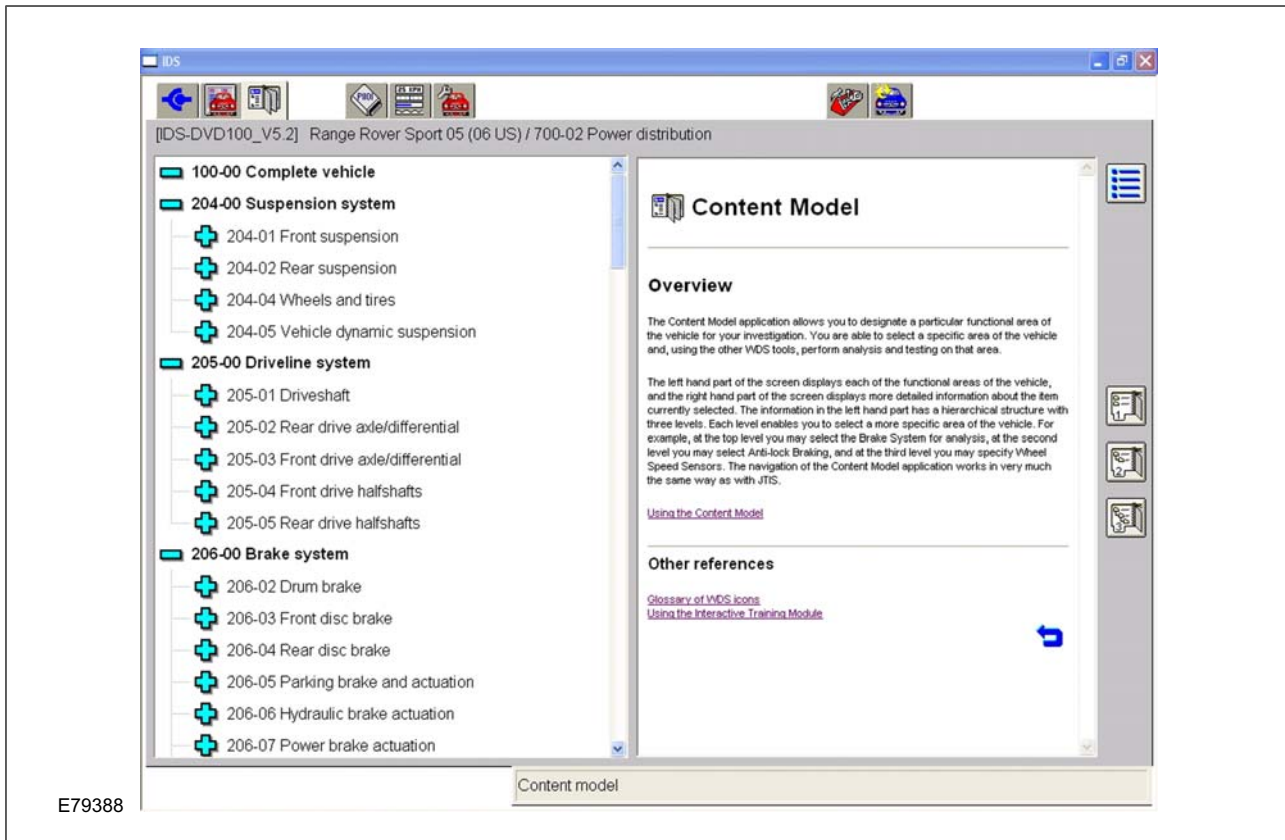 IDS
[IDS-DVD100_V5.2] Range Rover Sport 05 (06 US) / 700-02 Power distribution
100-00 Complete vehicle
204-00 Suspension system
204-01 Front suspension
204-02 Rear suspension
204-04 Wheels and tires
204-05 Vehicle dynamic suspension
205-00 Driveline system
205-01 Driveshaft
205-02 Rear drive axle/differential
205-03 Front drive axle/differential
205-04 Front drive halfshafts
205-05 Rear drive halfshafts
206-00 Brake system
206-02 Drum brake
206-03 Front disc brake
206-04 Rear disc brake
206-05 Parking brake and actuation
206-06 Hydraulic brake actuation
206-07 Power brake actuation
Content Model
Overview
The Content Model application allows you to designate a particular functional area of
the vehicle for your investigation. You are able to select a specific area of the vehicle
and, using the other WDS tools, perform analysis and testing on that area.
The left hand part of the screen displays each of the functional areas of the vehicle,
and the right hand part of the screen displays more detailed information about the item
currently selected. The information in the left hand part has a hierarchical structure with
three levels. Each level enables you to select a more specific area of the vehicle. For
example, at the top level you may select the Brake System for analysis, at the second
level you may select Anti-lock Braking, and at the third level you may specify Wheel
Speed Sensors. The navigation of the Content Model application works in very much
the same way as with JTIS.
Using the Content Model
Other references
Glossary of WDS icons
Using the Interactive Training Module
1
2
3
Content model
E79388